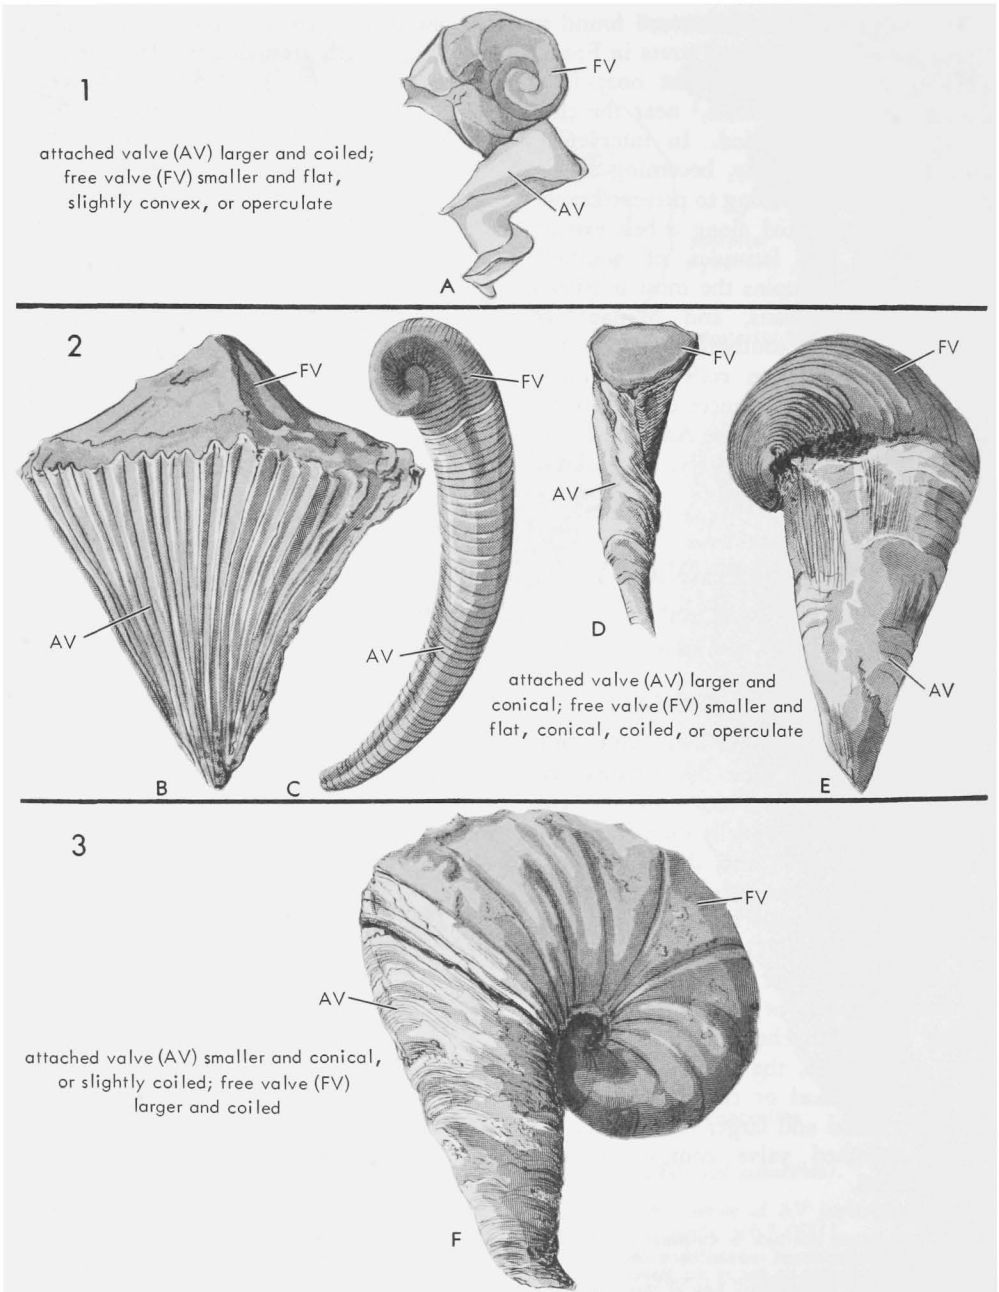 1
FV
attached valve (AV) larger and coiled;
free valve (FV) smaller and flat,
slightly convex, or operculate
AV
A
2
FV
FV
FV
FV
AV
AV
AV
AV
D
attached valve (AV) larger and
conical; free valve (FV) smaller and
flat, conical, coiled, or operculate
B
C
E
3
FV
AV
attached valve (AV) smaller and conical,
or slightly coiled; free valve (FV)
larger and coiled
F